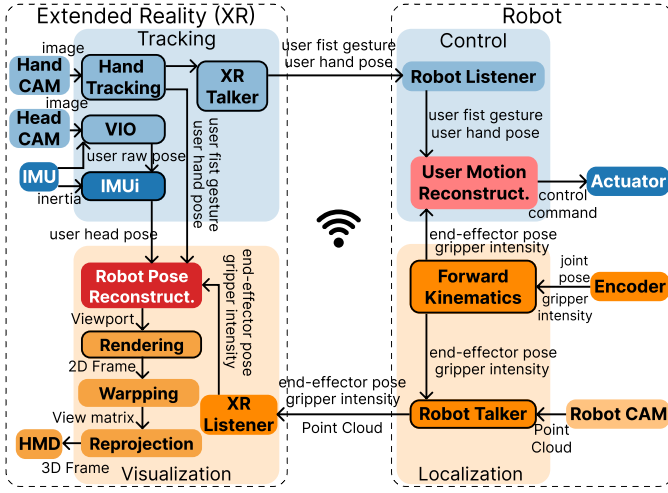 Extended Reality (XR)
Robot
Tracking
Control
image
Hand
CAM
Hand
Tracking
XR
Talker
user fist gesture
user hand pose
Robot Listener
image
Head
CAM
VIO
user fist gesture
user hand pose
user fist gesture
user hand pose
user raw pose
IMU
inertia
IMUi
User Motion
Reconstruct.
Actuator
control
command
user head pose
end-effector pose
gripper intensity
end-effector pose
gripper intensity
Robot Pose
Reconstruct.
Forward
Kinematics
joint
pose
gripper
intensity
Encoder
Viewport
Rendering
2D Frame
end-effector pose
gripper intensity
Warpping
end-effector pose
gripper intensity
View matrix
XR
Listener
Point Cloud
Robot Talker
Robot CAM
Point
Cloud
HMD
Reprojection
3D Frame
Visualization
Localization